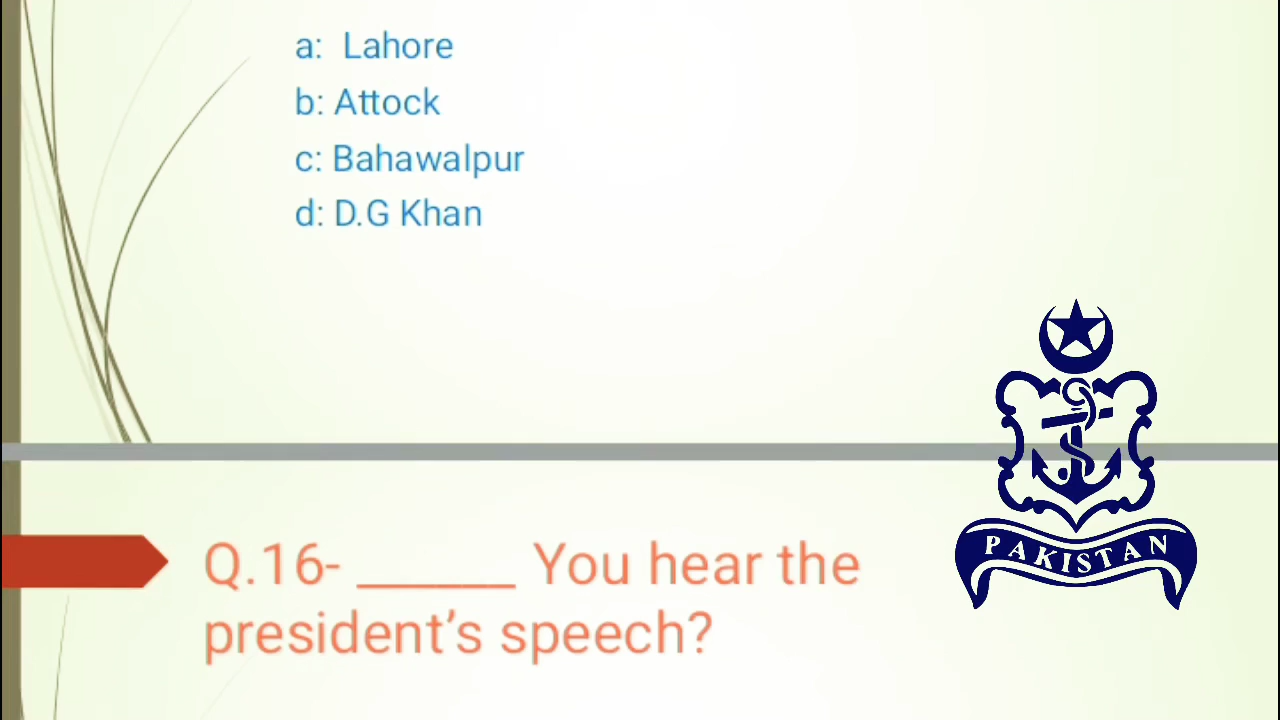 a: Lahore
b: Attock
c: Bahawalpur
d: D.G Khan
PAKISTAN
Q.16- ______ You hear the
president’s speech?